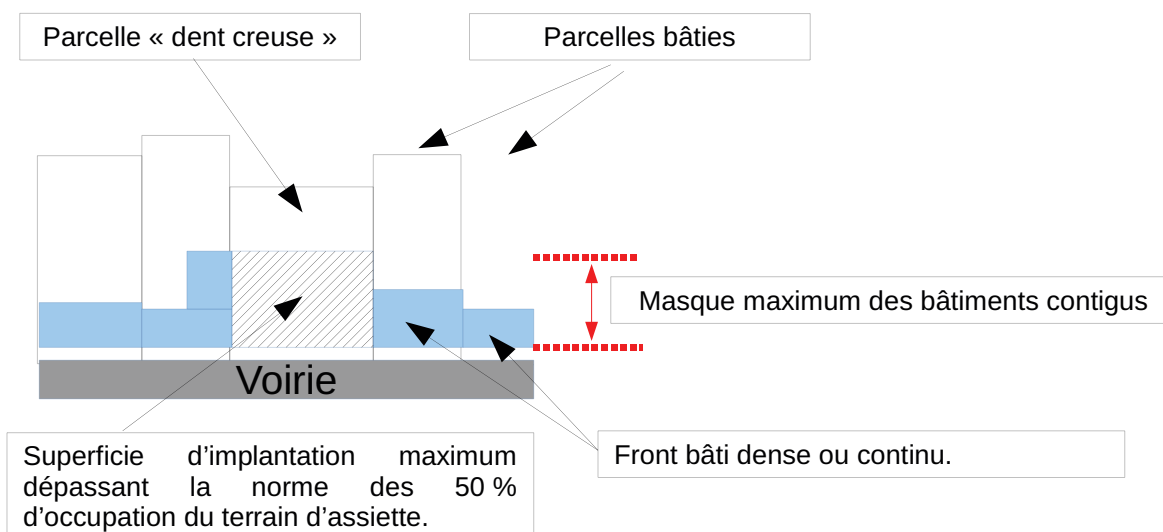 Parcelle « dent creuse »
Parcelles bâties
Masque maximum des bâtiments contigus
Voirie
Superficie d'implantation maximum
dépassant la norme des 50 %
d'occupation du terrain d'assiette.
Front bâti dense ou continu.